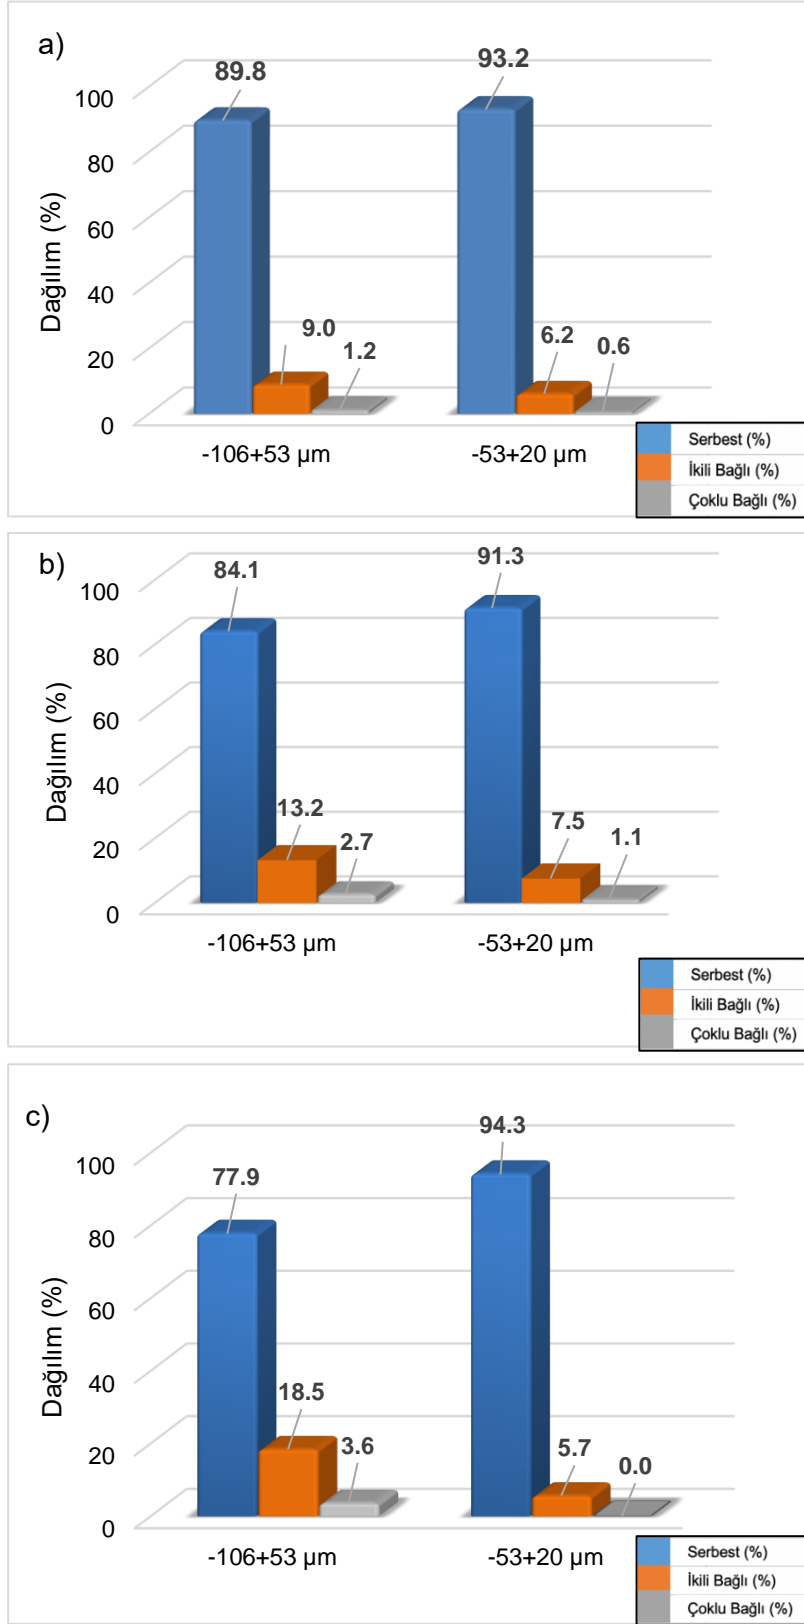 a)
89.8
93.2
100
80
60
40
20
0
Dağılım (%)
9.0
1.2
6.2
0.6
-106+53 µm
-53+20 µm
Serbest (%)
İkili Bağlı (%)
Çoklu Bağlı (%)
b)
84.1
91.3
100
80
60
40
20
0
Dağılım (%)
13.2
2.7
7.5
1.1
-106+53 µm
-53+20 µm
Serbest (%)
İkili Bağlı (%)
Çoklu Bağlı (%)
c)
77.9
94.3
100
80
60
40
20
0
Dağılım (%)
18.5
3.6
5.7
0.0
-106+53 µm
-53+20 µm
Serbest (%)
İkili Bağlı (%)
Çoklu Bağlı (%)